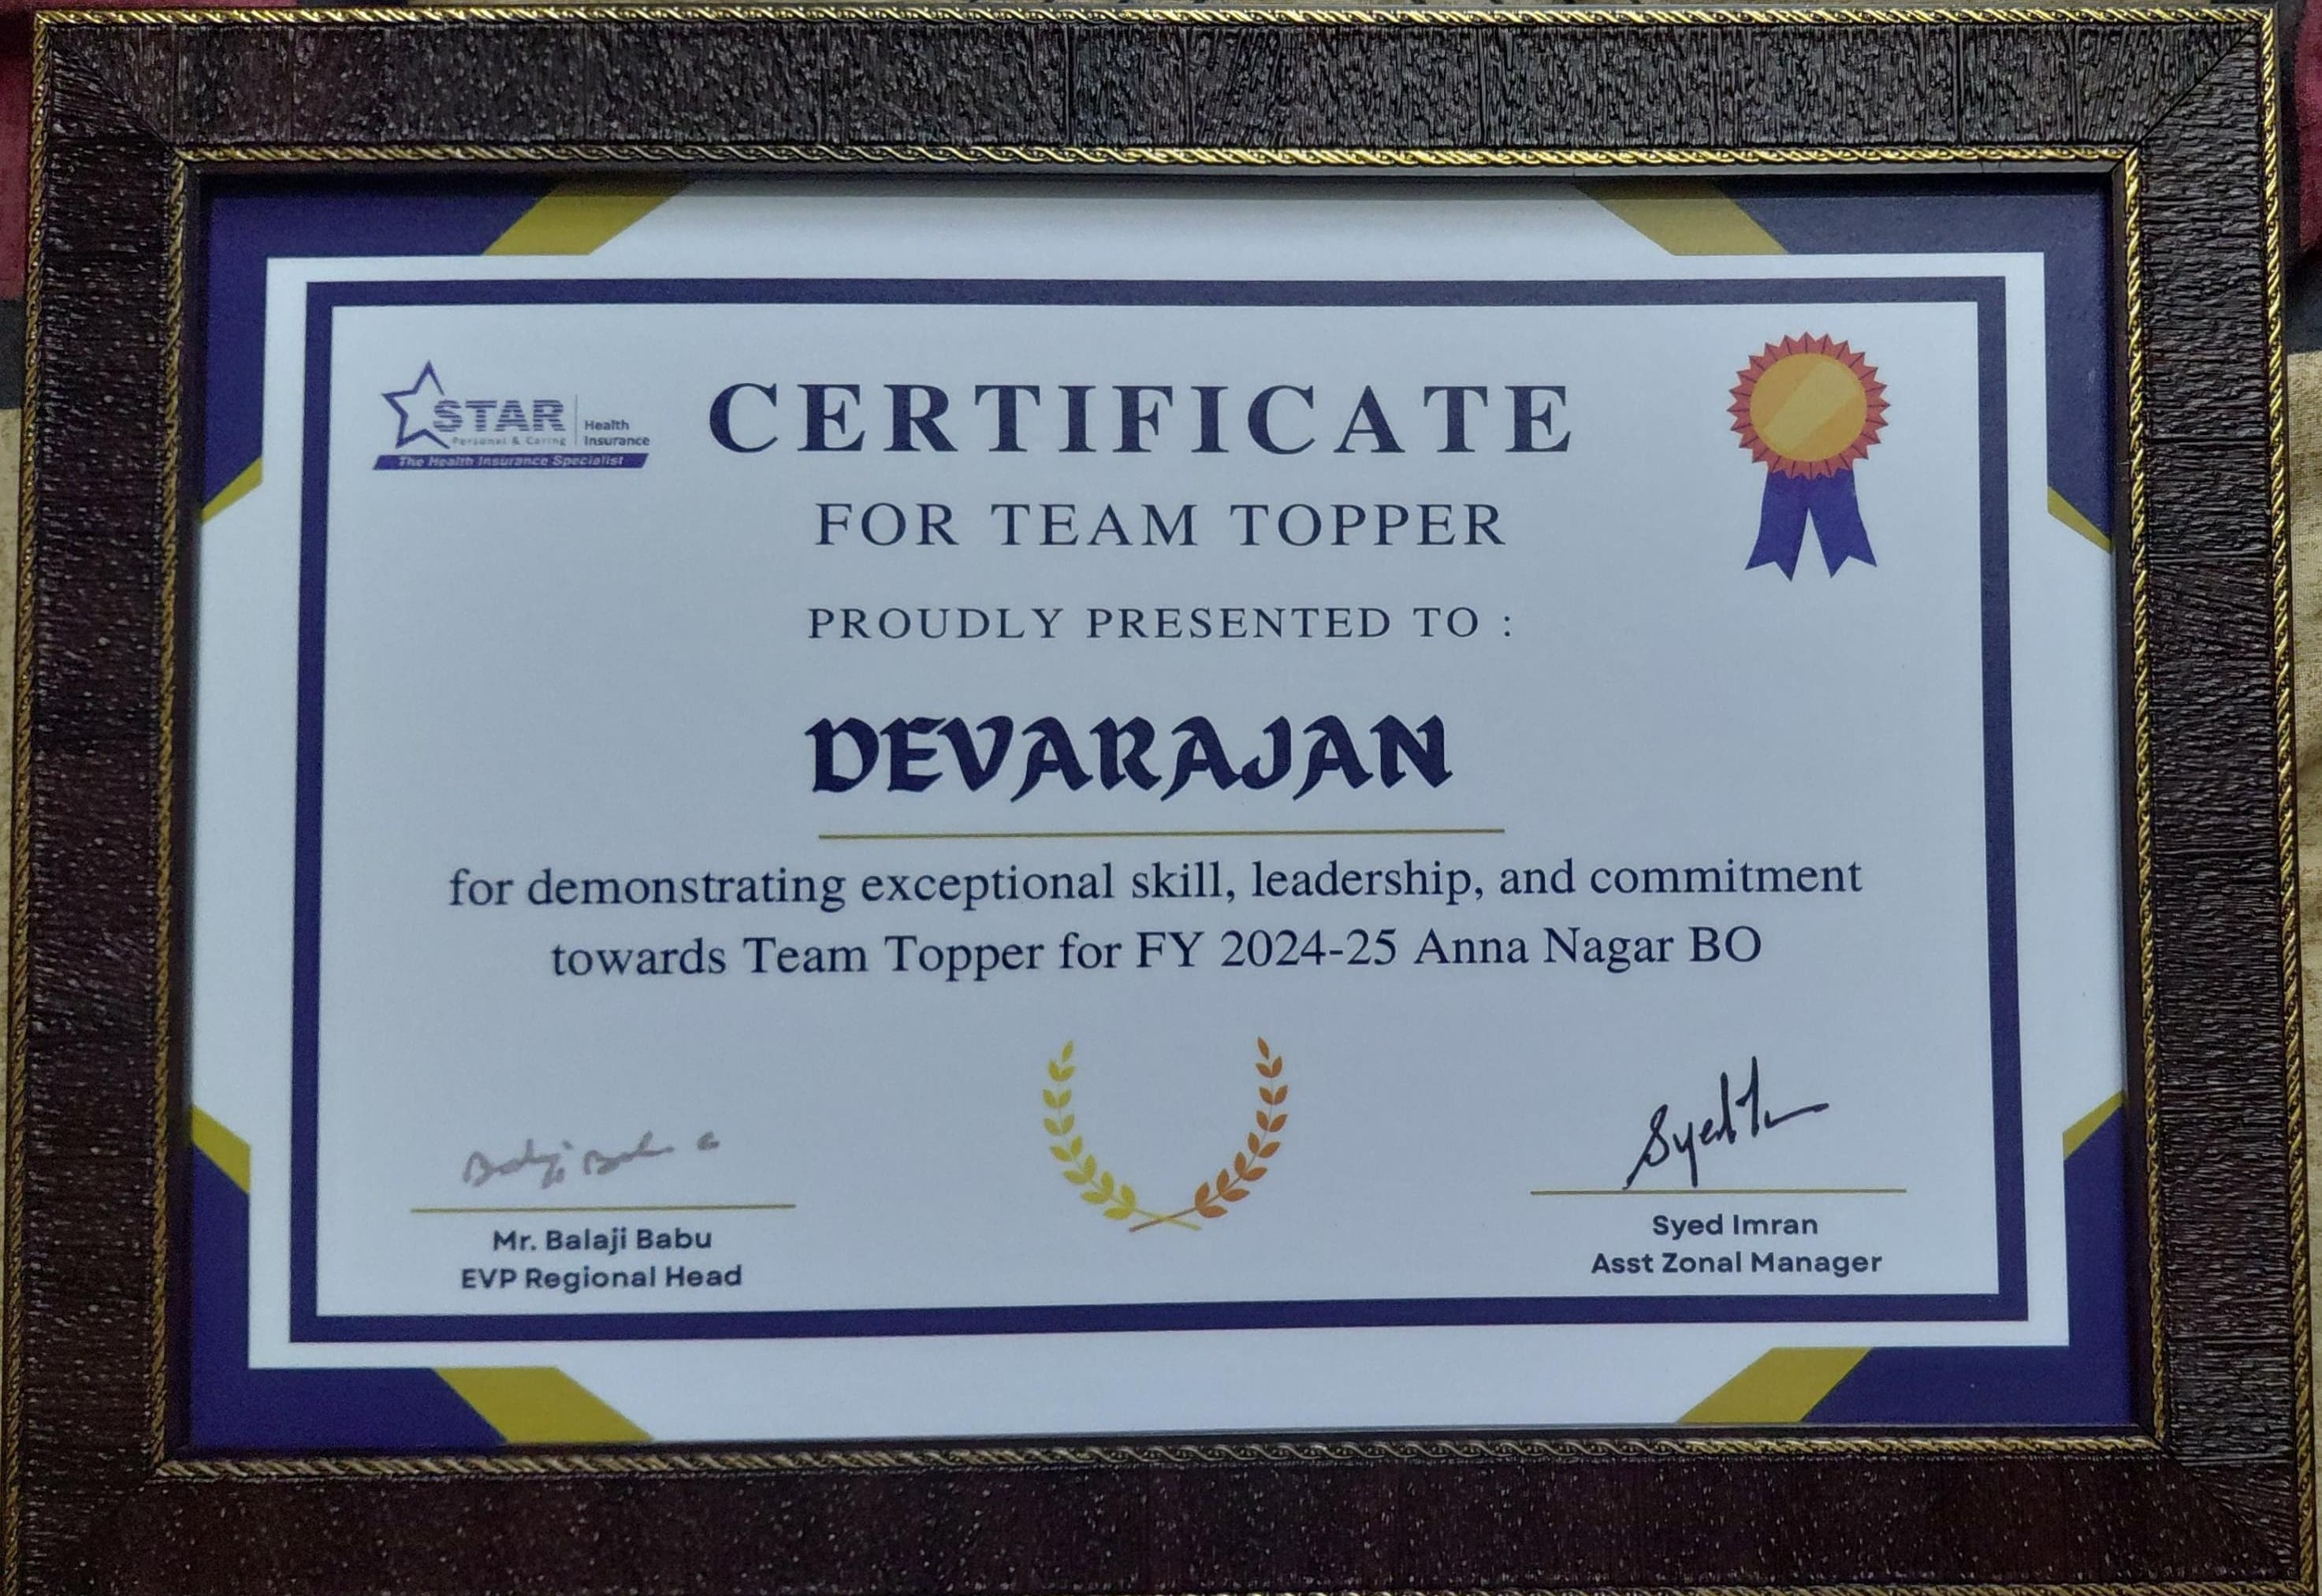 STAR
Personal & Caring
Health
Insurance
The Health Insurance Specialist
CERTIFICATE
FOR TEAM TOPPER
PROUDLY PRESENTED TO :
DEVARAJAN
for demonstrating exceptional skill, leadership, and commitment
towards Team Topper for FY 2024-25 Anna Nagar BO
Mr. Balaji Babu
EVP Regional Head
Syed Imran
Asst Zonal Manager